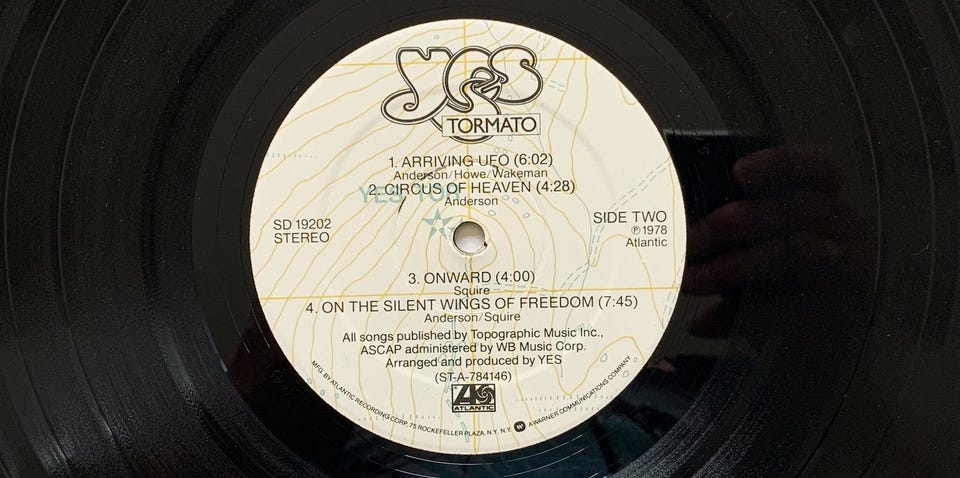 YES
TORMATO
1. ARRIVING UFO (6:02)
Anderson/Howe/Wakeman
2. CIRCUS OF HEAVEN (4:28)
Anderson
YES TOR
SD 19202
STEREO
SIDE TWO
℗ 1978
Atlantic
3. ONWARD (4:00)
Squire
4. ON THE SILENT WINGS OF FREEDOM (7:45)
Anderson/Squire
All songs published by Topographic Music Inc.,
ASCAP administered by WB Music Corp.
Arranged and produced by YES
(ST-A-784146)
ATLANTIC
MFG. BY ATLANTIC RECORDING CORP., 75 ROCKEFELLER PLAZA, N.Y., N.Y. A WARNER COMMUNICATIONS COMPANY